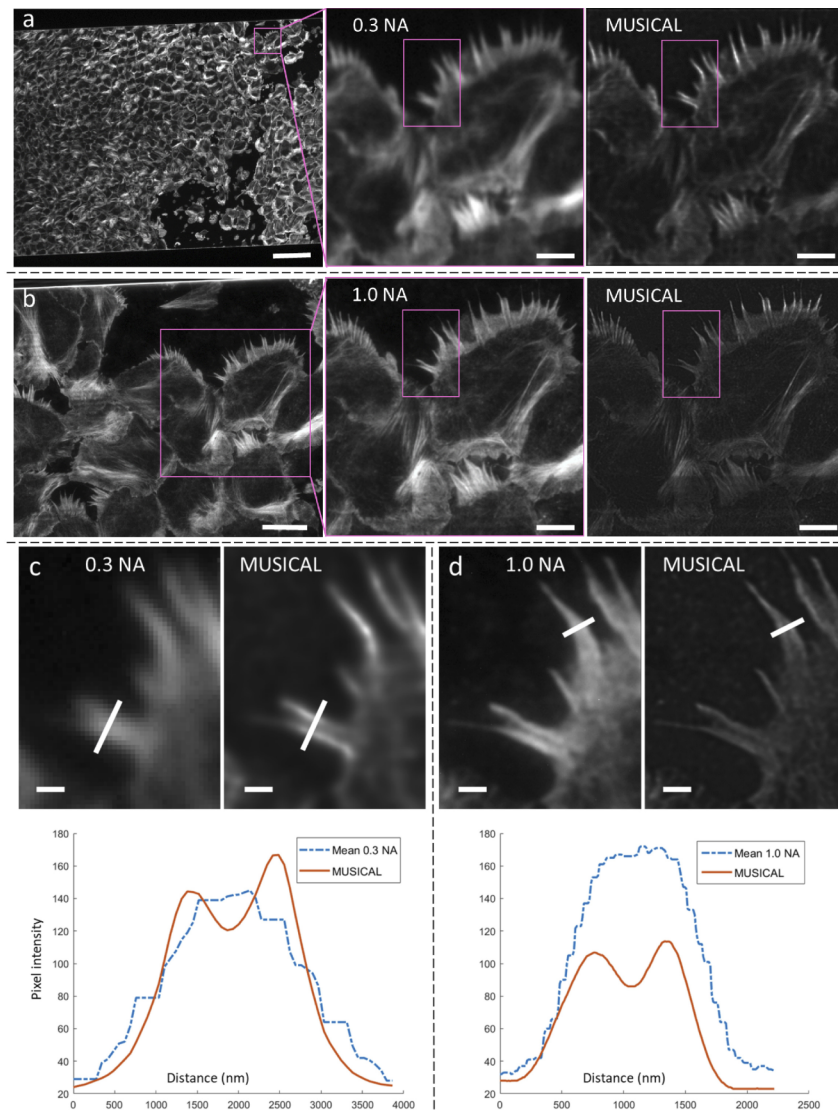 a
0.3 NA
MUSICAL
b
1.0 NA
MUSICAL
c
0.3 NA
MUSICAL
d
1.0 NA
MUSICAL
180
160
140
120
100
80
60
40
20
Pixel intensity
Mean 0.3 NA
MUSICAL
Distance (nm)
0
500
1000
1500
2000
2500
3000
3500
4000
180
160
140
120
100
80
60
40
20
Mean 1.0 NA
MUSICAL
Distance (nm)
0
500
1000
1500
2000
2500